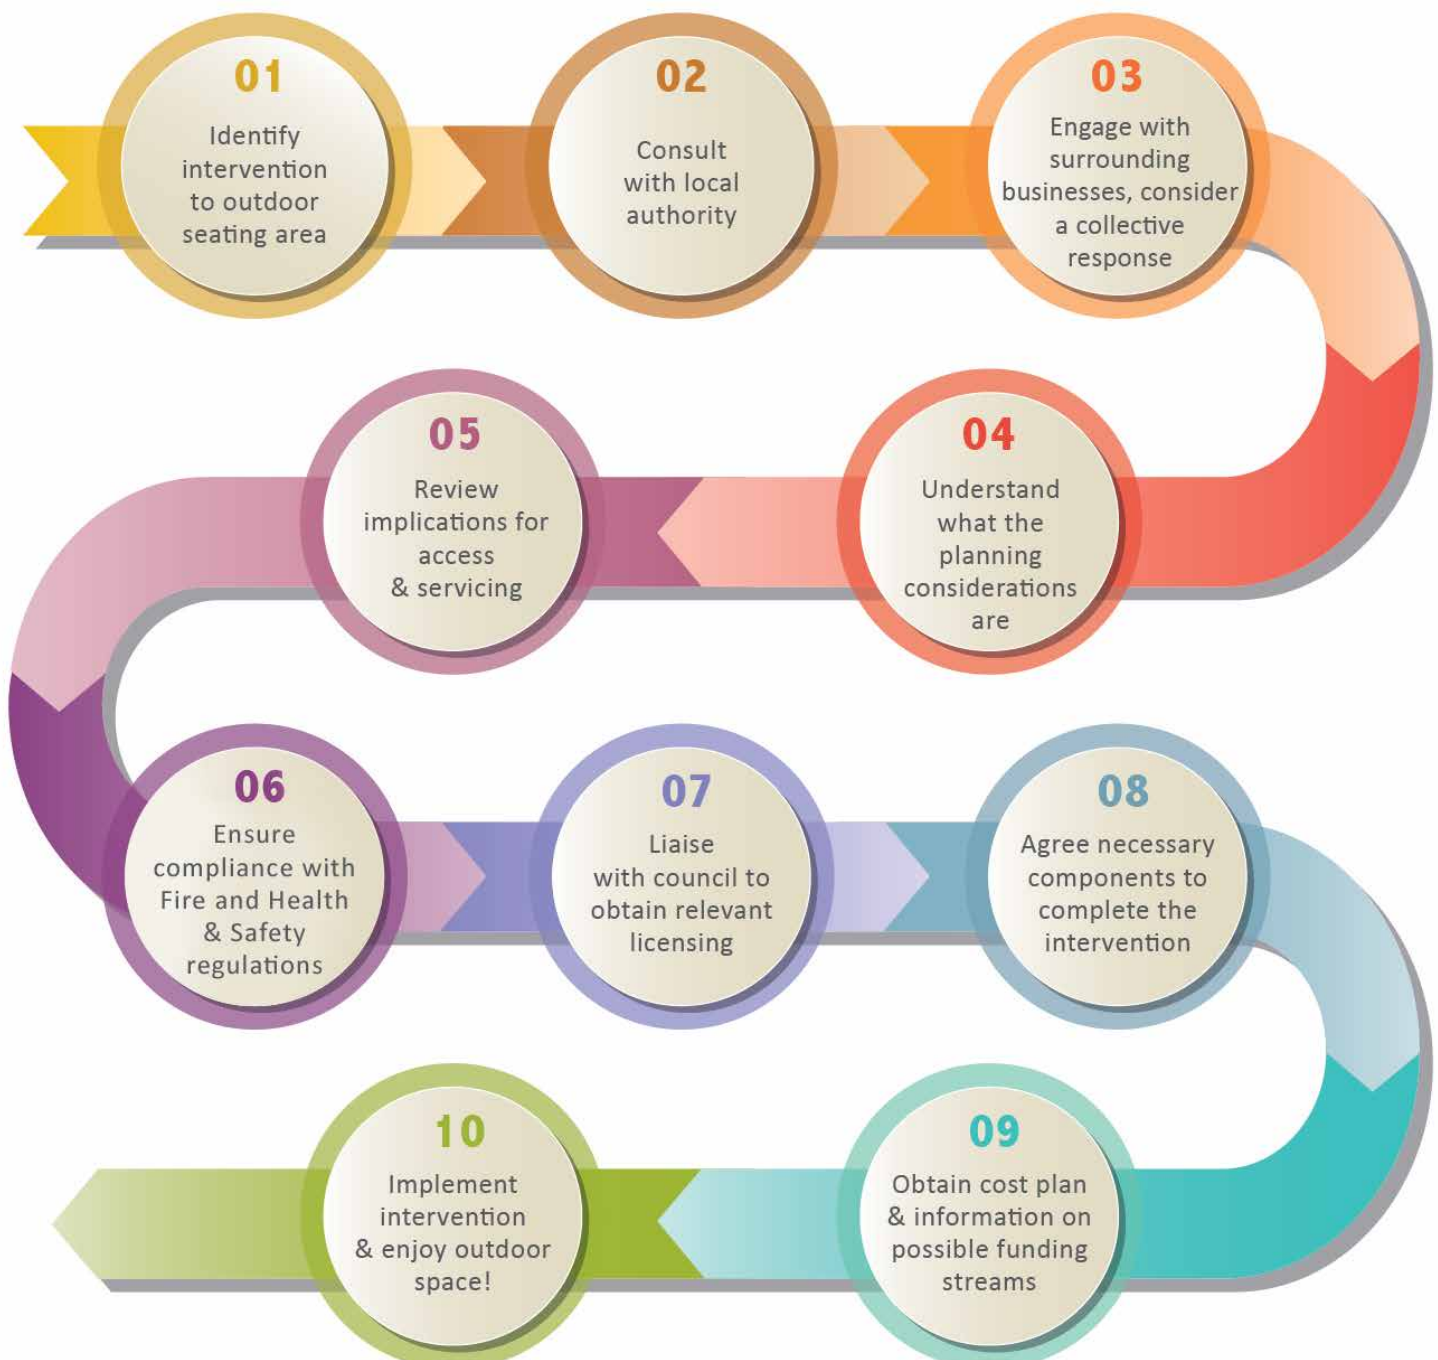 01
Identify
intervention
to outdoor
seating area
02
Consult
with local
authority
03
Engage with
surrounding
businesses, consider
a collective
response
04
Understand
what the
planning
considerations
are
05
Review
implications for
access
& servicing
06
Ensure
compliance with
Fire and Health
& Safety
regulations
07
Liaise
with council to
obtain relevant
licensing
08
Agree necessary
components to
complete the
intervention
09
Obtain cost plan
& information on
possible funding
streams
10
Implement
intervention
& enjoy outdoor
space!